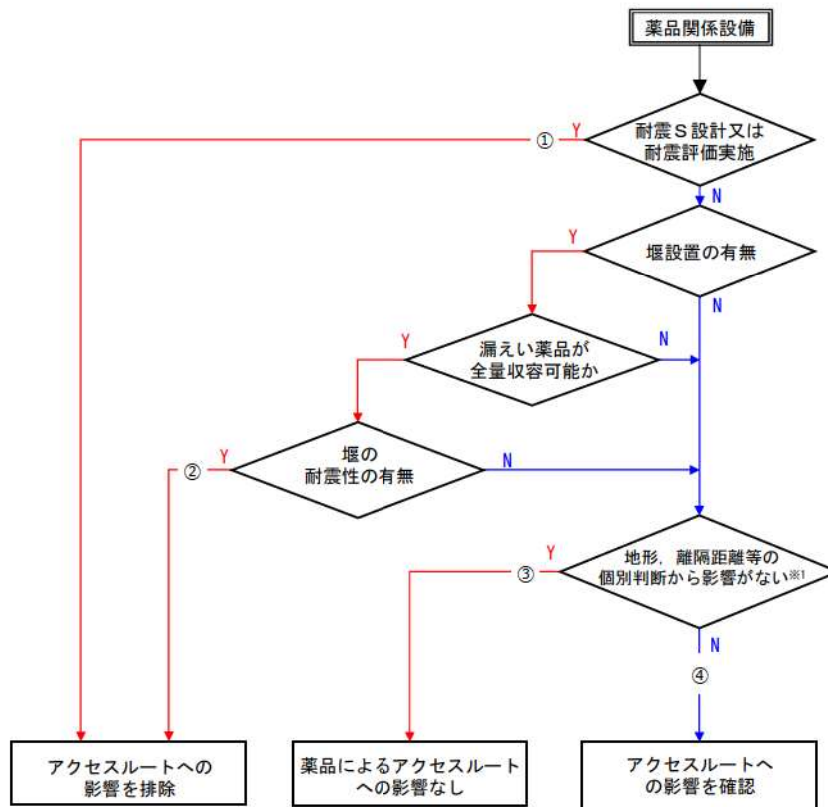 薬品関係設備
耐震Ｓ設計又は
耐震評価実施
Y
①
N
堰設置の有無
Y
N
漏えい薬品が
全量収容可能か
Y
N
堰の
耐震性の有無
Y
②
N
地形，離隔距離等の
個別判断から影響がない※1
Y
③
N
④
アクセスルートへの
影響を排除
薬品によるアクセスルート
への影響なし
アクセスルートへ
の影響を確認